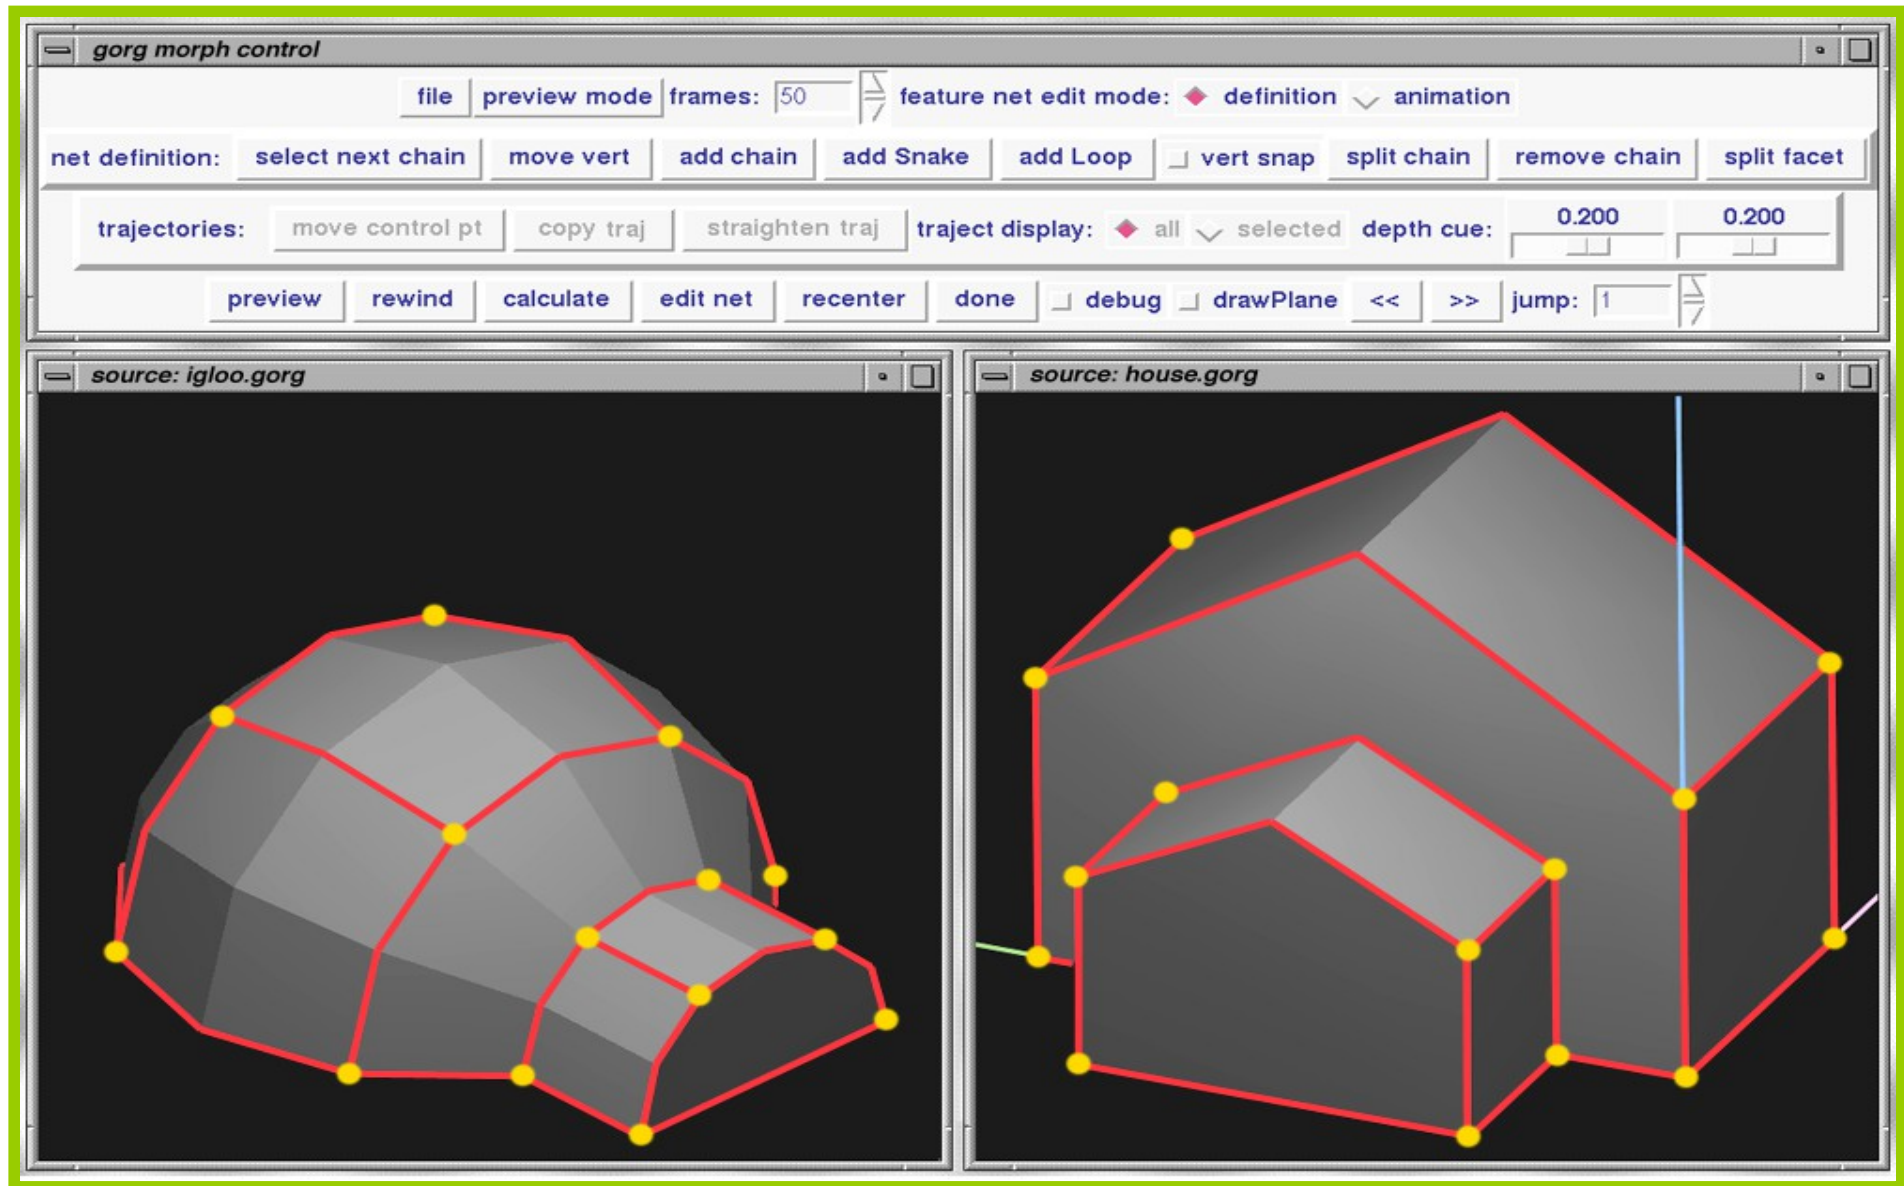 gorg morph control
file preview mode frames: 50 feature net edit mode: definition animation
net definition: select next chain move vert add chain add Snake add Loop vert snap split chain remove chain split facet
trajectories: move control pt copy traj straighten traj traject display: all selected depth cue: 0.200 0.200
preview rewind calculate edit net recenter done debug drawPlane << >> jump: 1
source: igloo.gorg
source: house.gorg